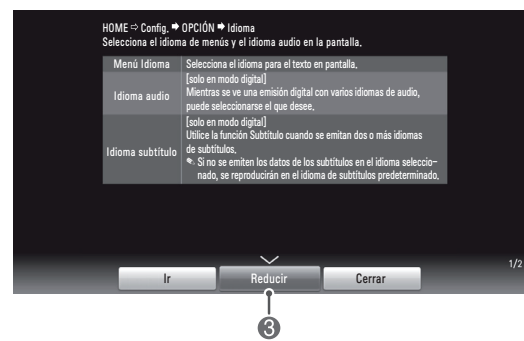 HOME ⇨ Config. ➡ OPCIÓN ➡ Idioma
Selecciona el idioma de menús y el idioma audio en la pantalla.
Menú Idioma Selecciona el idioma para el texto en pantalla.
Idioma audio
[solo en modo digital]
Mientras se ve una emisión digital con varios idiomas de audio,
puede seleccionarse el que desee.
Idioma subtítulo
[solo en modo digital]
Utilice la función Subtítulo cuando se emitan dos o más idiomas
de subtítulos.
✎ Si no se emiten los datos de los subtítulos en el idioma seleccio-
nado, se reproducirán en el idioma de subtítulos predeterminado.
1/2
Ir Reducir Cerrar
3